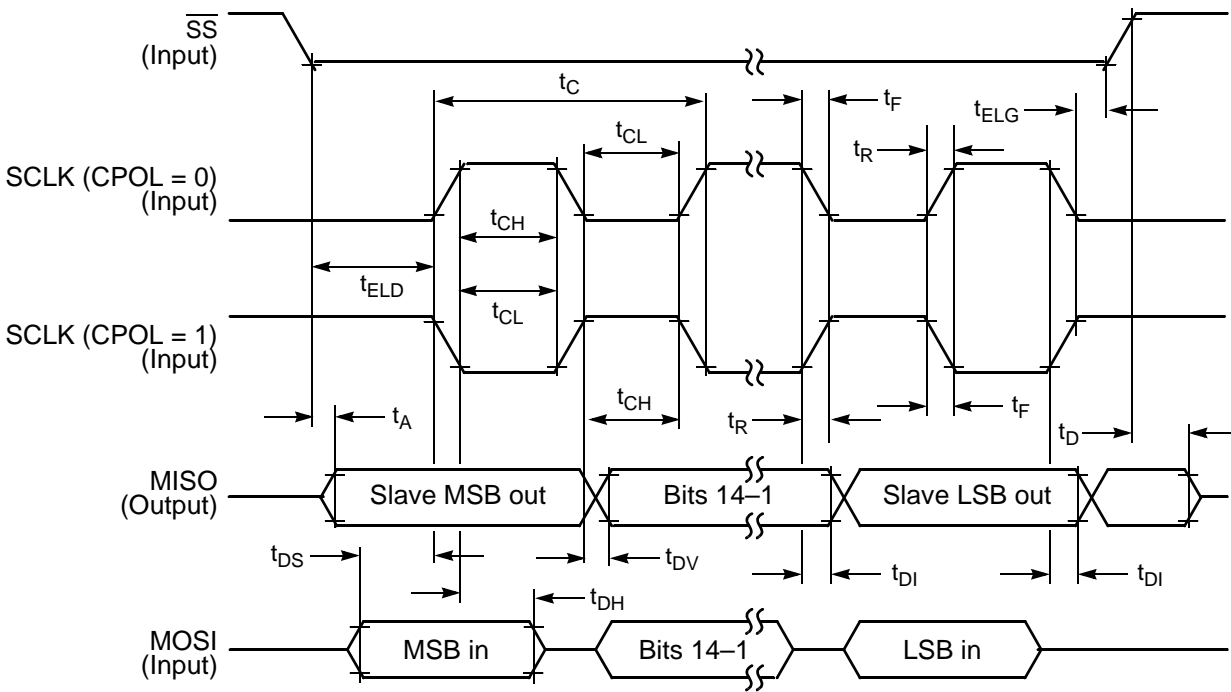 SS
(Input)
tC
tF
tELG
tCL
tR
SCLK (CPOL = 0)
(Input)
tCH
tELD
tCL
SCLK (CPOL = 1)
(Input)
tA
tCH
tR
tF
tD
MISO
(Output)
Slave MSB out
Bits 14–1
Slave LSB out
tDS
tDV
tDI
tDI
tDH
MOSI
(Input)
MSB in
Bits 14–1
LSB in